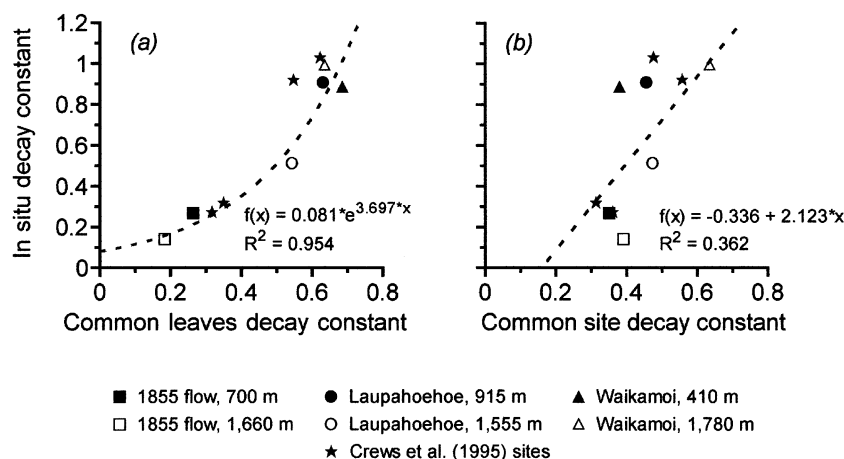 1.2
1
0.8
0.6
0.4
0.2
0
In situ decay constant
(a)
f(x) = 0.081*e^3.697*x
R^2 = 0.954
0 0.2 0.4 0.6 0.8
Common leaves decay constant
(b)
f(x) = -0.336 + 2.123*x
R^2 = 0.362
0 0.2 0.4 0.6 0.8
Common site decay constant
■ 1855 flow, 700 m ● Laupahoehoe, 915 m ▲ Waikamoi, 410 m
□ 1855 flow, 1,660 m ○ Laupahoehoe, 1,555 m △ Waikamoi, 1,780 m
★ Crews et al. (1995) sites